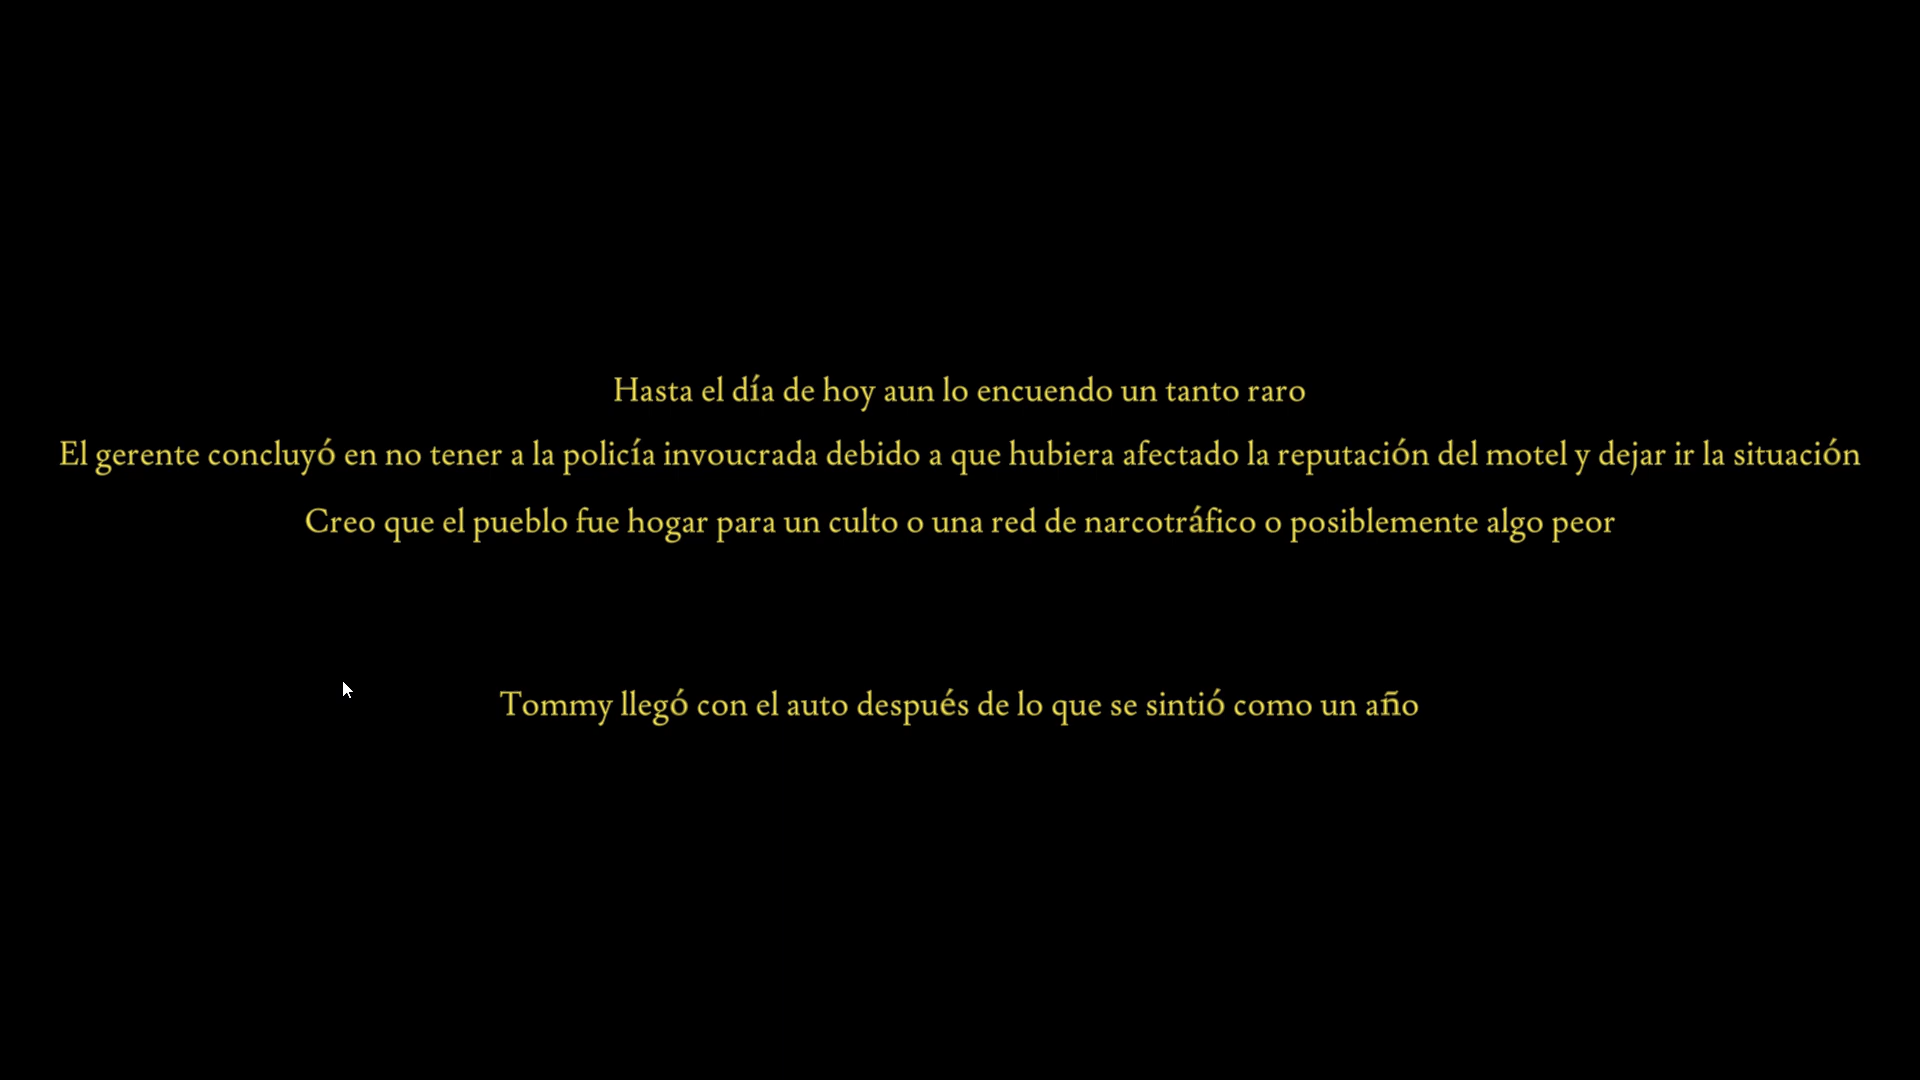 Hasta el día de hoy aun lo encuendo un tanto raro
El gerente concluyó en no tener a la policía invoucrada debido a que hubiera afectado la reputación del motel y dejar ir la situación
Creo que el pueblo fue hogar para un culto o una red de narcotráfico o posiblemente algo peor
Tommy llegó con el auto después de lo que se sintió como un año